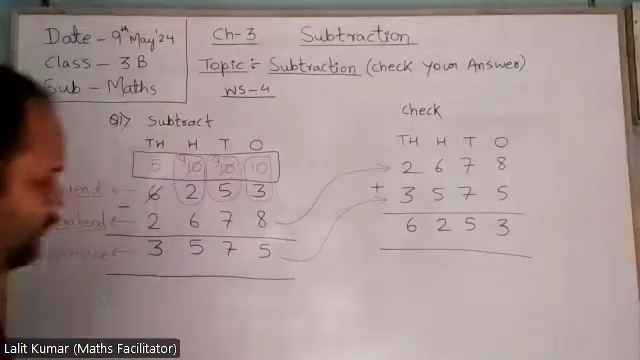 Date - 9th May'24
Class - 3 B
Sub - Maths
Ch-3 Subtraction
Topic :- Subtraction (check your Answer)
WS-4
Q1) Subtract
TH H T O
5 9/10 9/10 10
6 2 5 3
- 2 6 7 8
3 5 7 5
Check
TH H T O
2 6 7 8
+ 3 5 7 5
6 2 5 3
Lalit Kumar (Maths Facilitator)